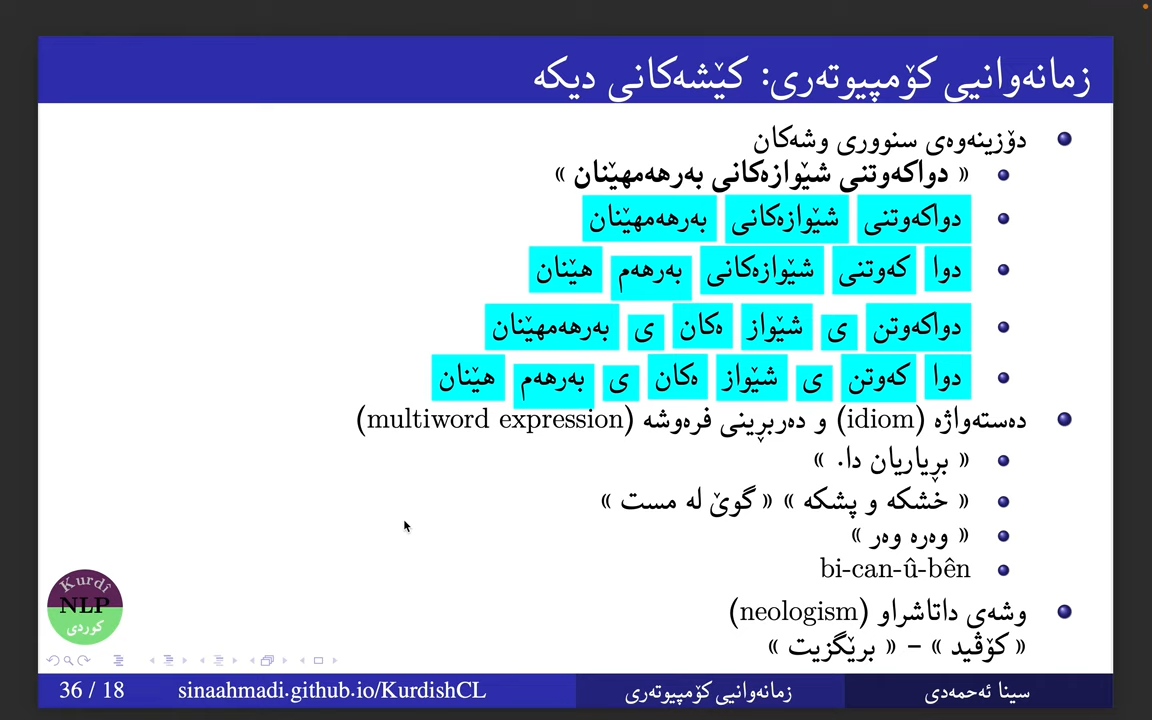 زمانەوانیی کۆمپیوتەری: کێشەکانی دیکە
دۆزینەوەی سنووری وشەکان
« دواکەوتنی شێوازەکانی بەرهەمهێنان »
دواکەوتنی شێوازەکانی بەرهەمهێنان
دوا کەوتنی شێوازەکانی بەرهەم هێنان
دواکەوتن ی شێواز ەکان ی بەرهەمهێنان
دوا کەوتن ی شێواز ەکان ی بەرهەم هێنان
دەستەواژە (idiom) و دەربڕینی فرەوشە (multiword expression)
« بڕیاریان دا. »
« خشکە و پشکە » « گوێ لە مست »
« وەرە وەر »
bi-can-û-bên
وشەی داتاشراو (neologism)
« کۆڤید » – « برێگزیت »
Kurdî
NLP
کوردی
سینا ئەحمەدی
زمانەوانیی کۆمپیوتەری
sinaahmadi.github.io/KurdishCL
36 / 18